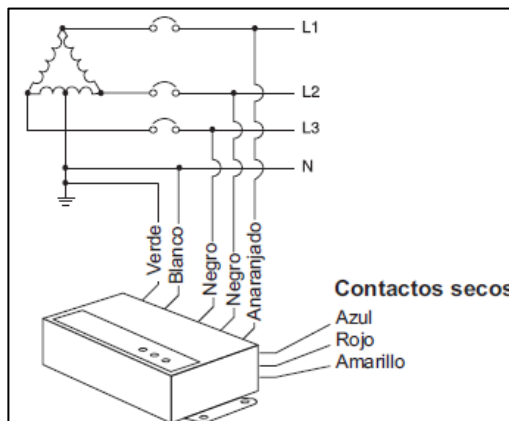 L1
L2
L3
N
Verde
Blanco
Negro
Negro
Anaranjado
Contactos secos
Azul
Rojo
Amarillo